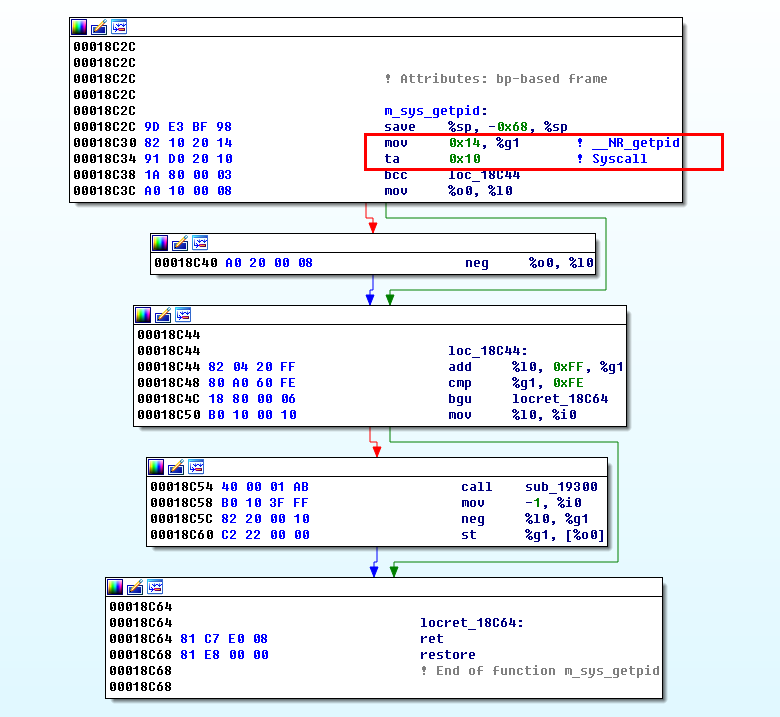 00018C2C
00018C2C
00018C2C ! Attributes: bp-based frame
00018C2C
00018C2C m_sys_getpid:
00018C2C 9D E3 BF 98 save %sp, -0x68, %sp
00018C30 82 10 20 14 mov 0x14, %g1 ! __NR_getpid
00018C34 91 D0 20 10 ta 0x10 ! Syscall
00018C38 1A 80 00 03 bcc loc_18C44
00018C3C A0 10 00 08 mov %o0, %l0
00018C40 A0 20 00 08 neg %o0, %l0
00018C44
00018C44 loc_18C44:
00018C44 82 04 20 FF add %l0, 0xFF, %g1
00018C48 80 A0 60 FE cmp %g1, 0xFE
00018C4C 18 80 00 06 bgu locret_18C64
00018C50 B0 10 00 10 mov %l0, %i0
00018C54 40 00 01 AB call sub_19300
00018C58 B0 10 3F FF mov -1, %i0
00018C5C 82 20 00 10 neg %l0, %g1
00018C60 C2 22 00 00 st %g1, [%o0]
00018C64
00018C64 locret_18C64:
00018C64 81 C7 E0 08 ret
00018C68 81 E8 00 00 restore
00018C68 ! End of function m_sys_getpid
00018C68